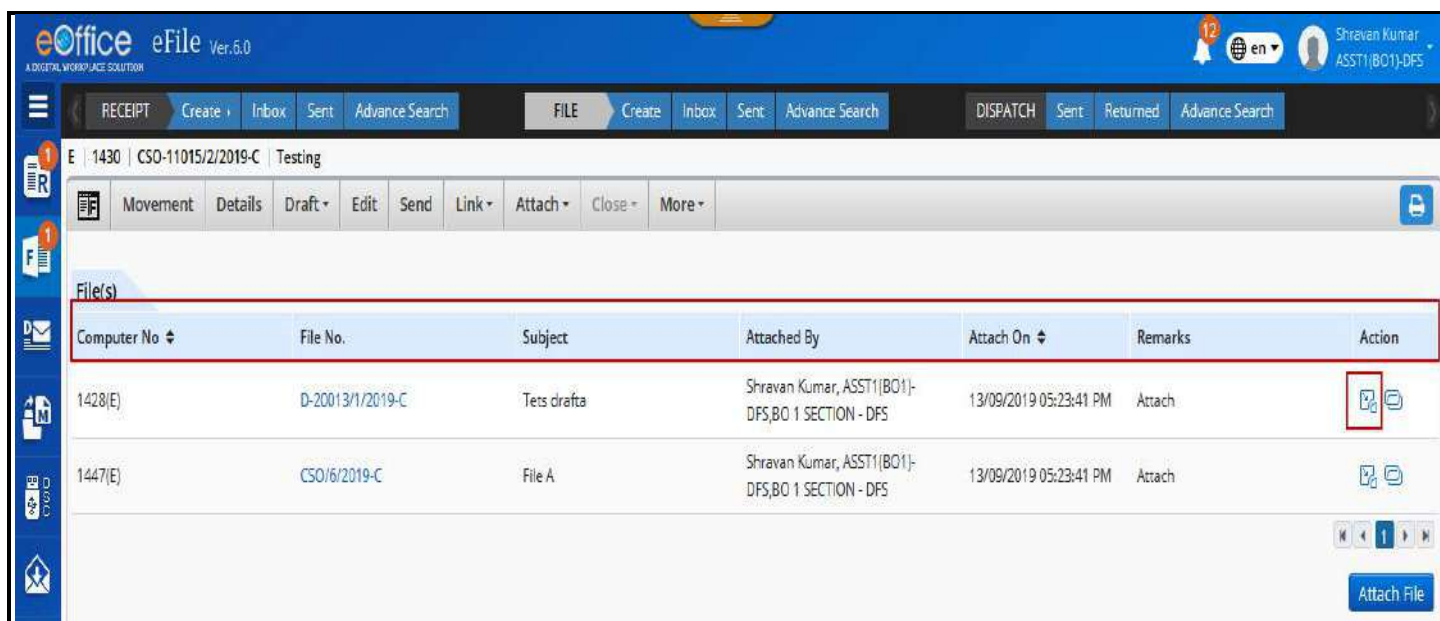 eOffice eFile Ver.6.0
A DIGITAL WORKPLACE SOLUTION
12
en
Shravan Kumar
ASST1(BO1)-DFS
RECEIPT Create Inbox Sent Advance Search FILE Create Inbox Sent Advance Search DISPATCH Sent Returned Advance Search
E 1430 CSO-11015/2/2019-C Testing
1
R
Movement Details Draft Edit Send Link Attach Close More
1
F
File(s)
Computer No File No. Subject Attached By Attach On Remarks Action
1428(E) D-20013/1/2019-C Tets drafta Shravan Kumar, ASST1(BO1)-
DFS,BO 1 SECTION - DFS 13/09/2019 05:23:41 PM Attach
1447(E) CSO/6/2019-C File A Shravan Kumar, ASST1(BO1)-
DFS,BO 1 SECTION - DFS 13/09/2019 05:23:41 PM Attach
D
M
DSC
1
Attach File